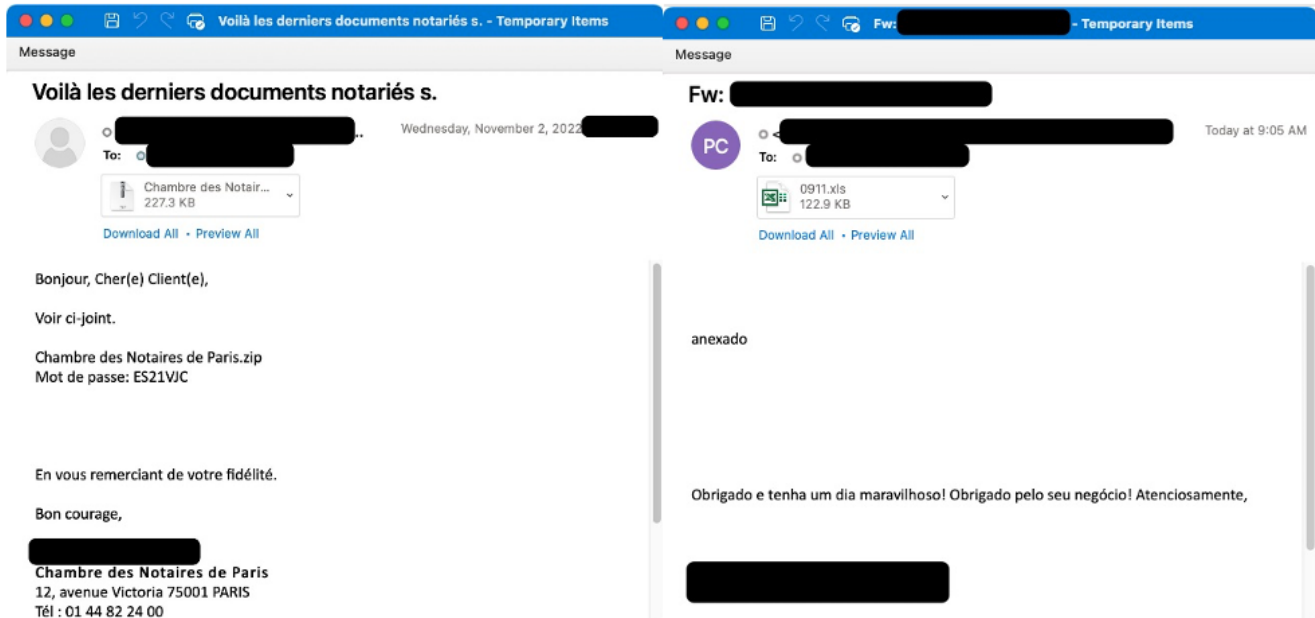 Voilà les derniers documents notariés s. - Temporary Items
Message
Voilà les derniers documents notariés s.
Wednesday, November 2, 2022
..
To:
Chambre des Notair...
227.3 KB
Download All • Preview All
Bonjour, Cher(e) Client(e),
Voir ci-joint.
Chambre des Notaires de Paris.zip
Mot de passe: ES21VJC
En vous remerciant de votre fidélité.
Bon courage,
Chambre des Notaires de Paris
12, avenue Victoria 75001 PARIS
Tél : 01 44 82 24 00
Fw: - Temporary Items
Message
Fw:
PC
<
Today at 9:05 AM
To:
0911.xls
122.9 KB
Download All • Preview All
anexado
Obrigado e tenha um dia maravilhoso! Obrigado pelo seu negócio! Atenciosamente,